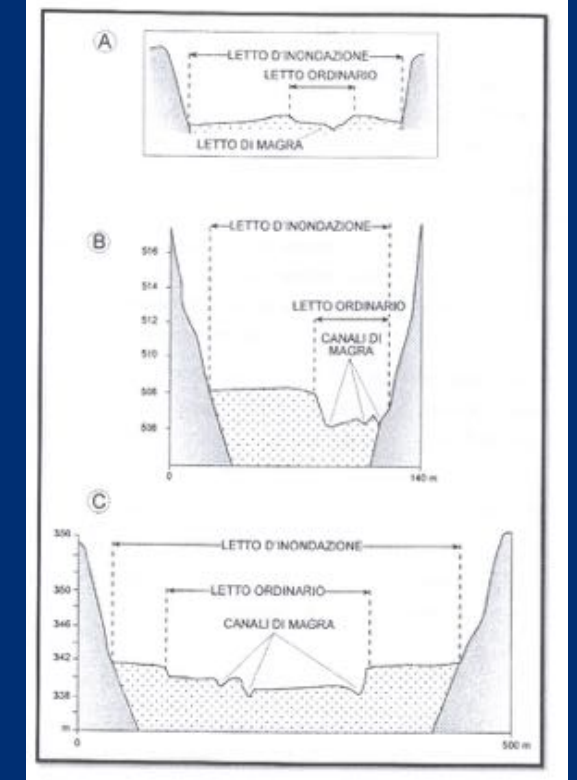 A
LETTO D'INONDAZIONE
LETTO ORDINARIO
LETTO DI MAGRA
B
LETTO D'INONDAZIONE
516
514
LETTO ORDINARIO
512
CANALI DI
MAGRA
510
508
506
0
140 m
C
350
LETTO D'INONDAZIONE
LETTO ORDINARIO
346
CANALI DI MAGRA
342
338
m
0
500 m